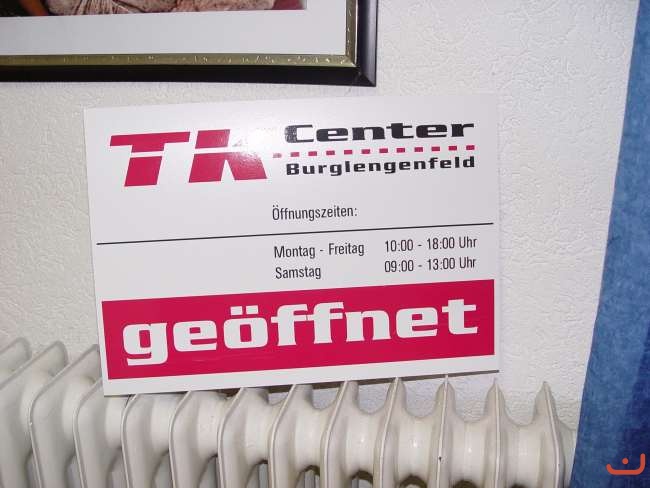 TK Center
Burglengenfeld
Öffnungszeiten:
Montag - Freitag 10:00 - 18:00 Uhr
Samstag 09:00 - 13:00 Uhr
geöffnet